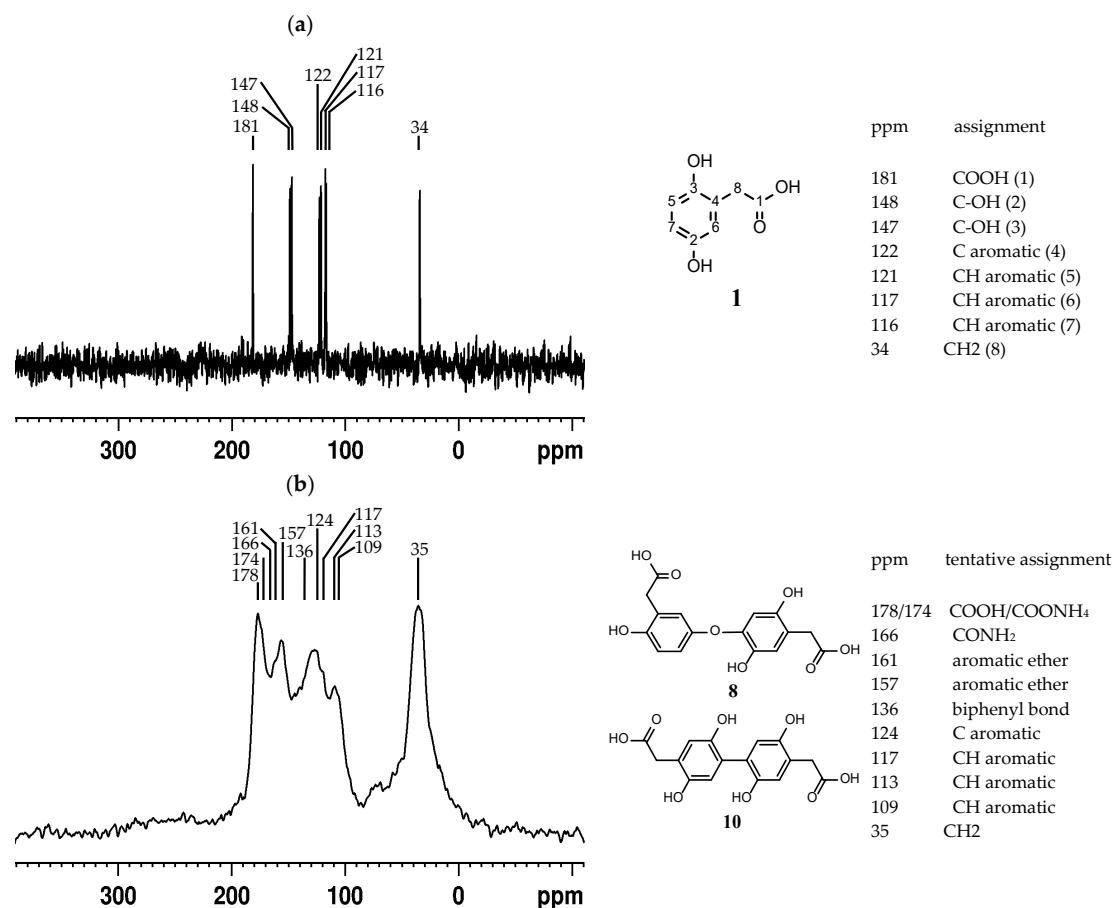 (a)
121
122 117
147 116
148
181 34
300 200 100 0 ppm
OH
3 8 OH
5 4 1
7 6 O
2
OH
1
ppm assignment
181 COOH (1)
148 C-OH (2)
147 C-OH (3)
122 C aromatic (4)
121 CH aromatic (5)
117 CH aromatic (6)
116 CH aromatic (7)
34 CH2 (8)
(b)
117
124 113
161 157 109
166 136
174
178 35
300 200 100 0 ppm
HO
O OH
HO O OH
HO O
8
O OH OH
HO
OH HO O OH
10
ppm tentative assignment
178/174 COOH/COONH₄
166 CONH₂
161 aromatic ether
157 aromatic ether
136 biphenyl bond
124 C aromatic
117 CH aromatic
113 CH aromatic
109 CH aromatic
35 CH2